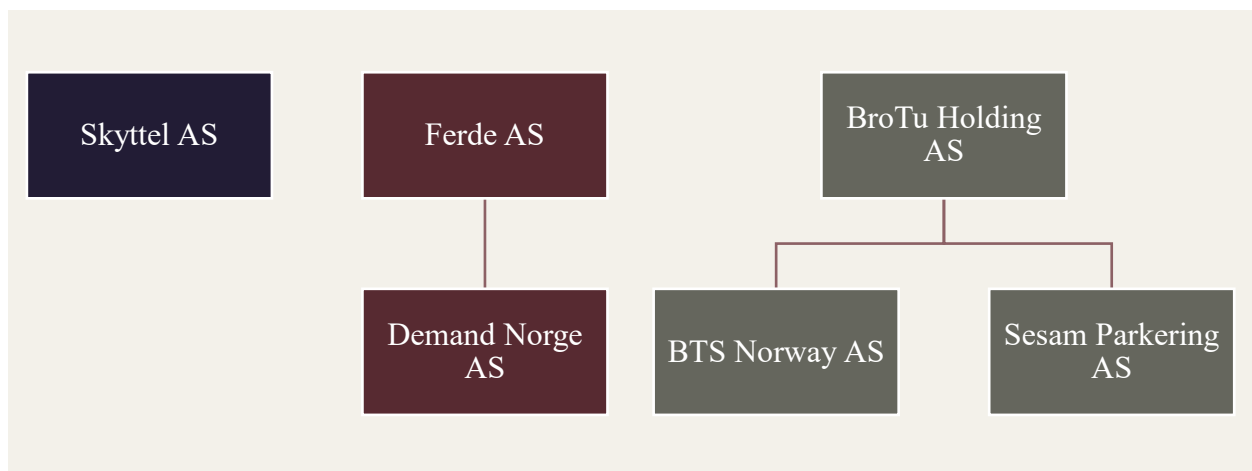 Skyttel AS
Ferde AS
BroTu Holding
AS
Demand Norge
AS
BTS Norway AS
Sesam Parkering
AS